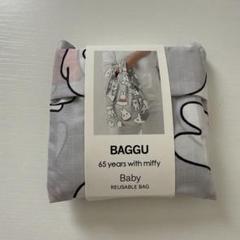 BAGGU
65 years with miffy
Baby
REUSABLE BAG